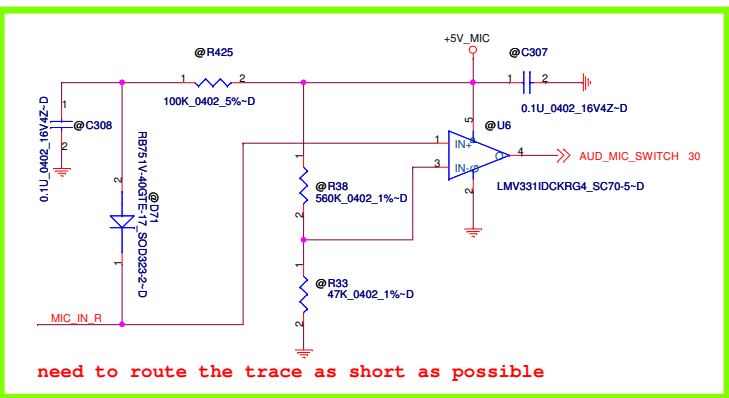 +5V_MIC
@R425
1
2
100K_0402_5%~D
@C307
1
2
0.1U_0402_16V4Z~D
1
@C308
2
0.1U_0402_16V4Z~D
2
@D71
RB751V-40GTE-17_SOD323-2~D
1
1
@R38
560K_0402_1%~D
2
1
@R33
47K_0402_1%~D
2
@U6
5
1
IN+
3
IN-
O
4
2
LMV331IDCKRG4_SC70-5~D
AUD_MIC_SWITCH 30
MIC_IN_R
need to route the trace as short as possible